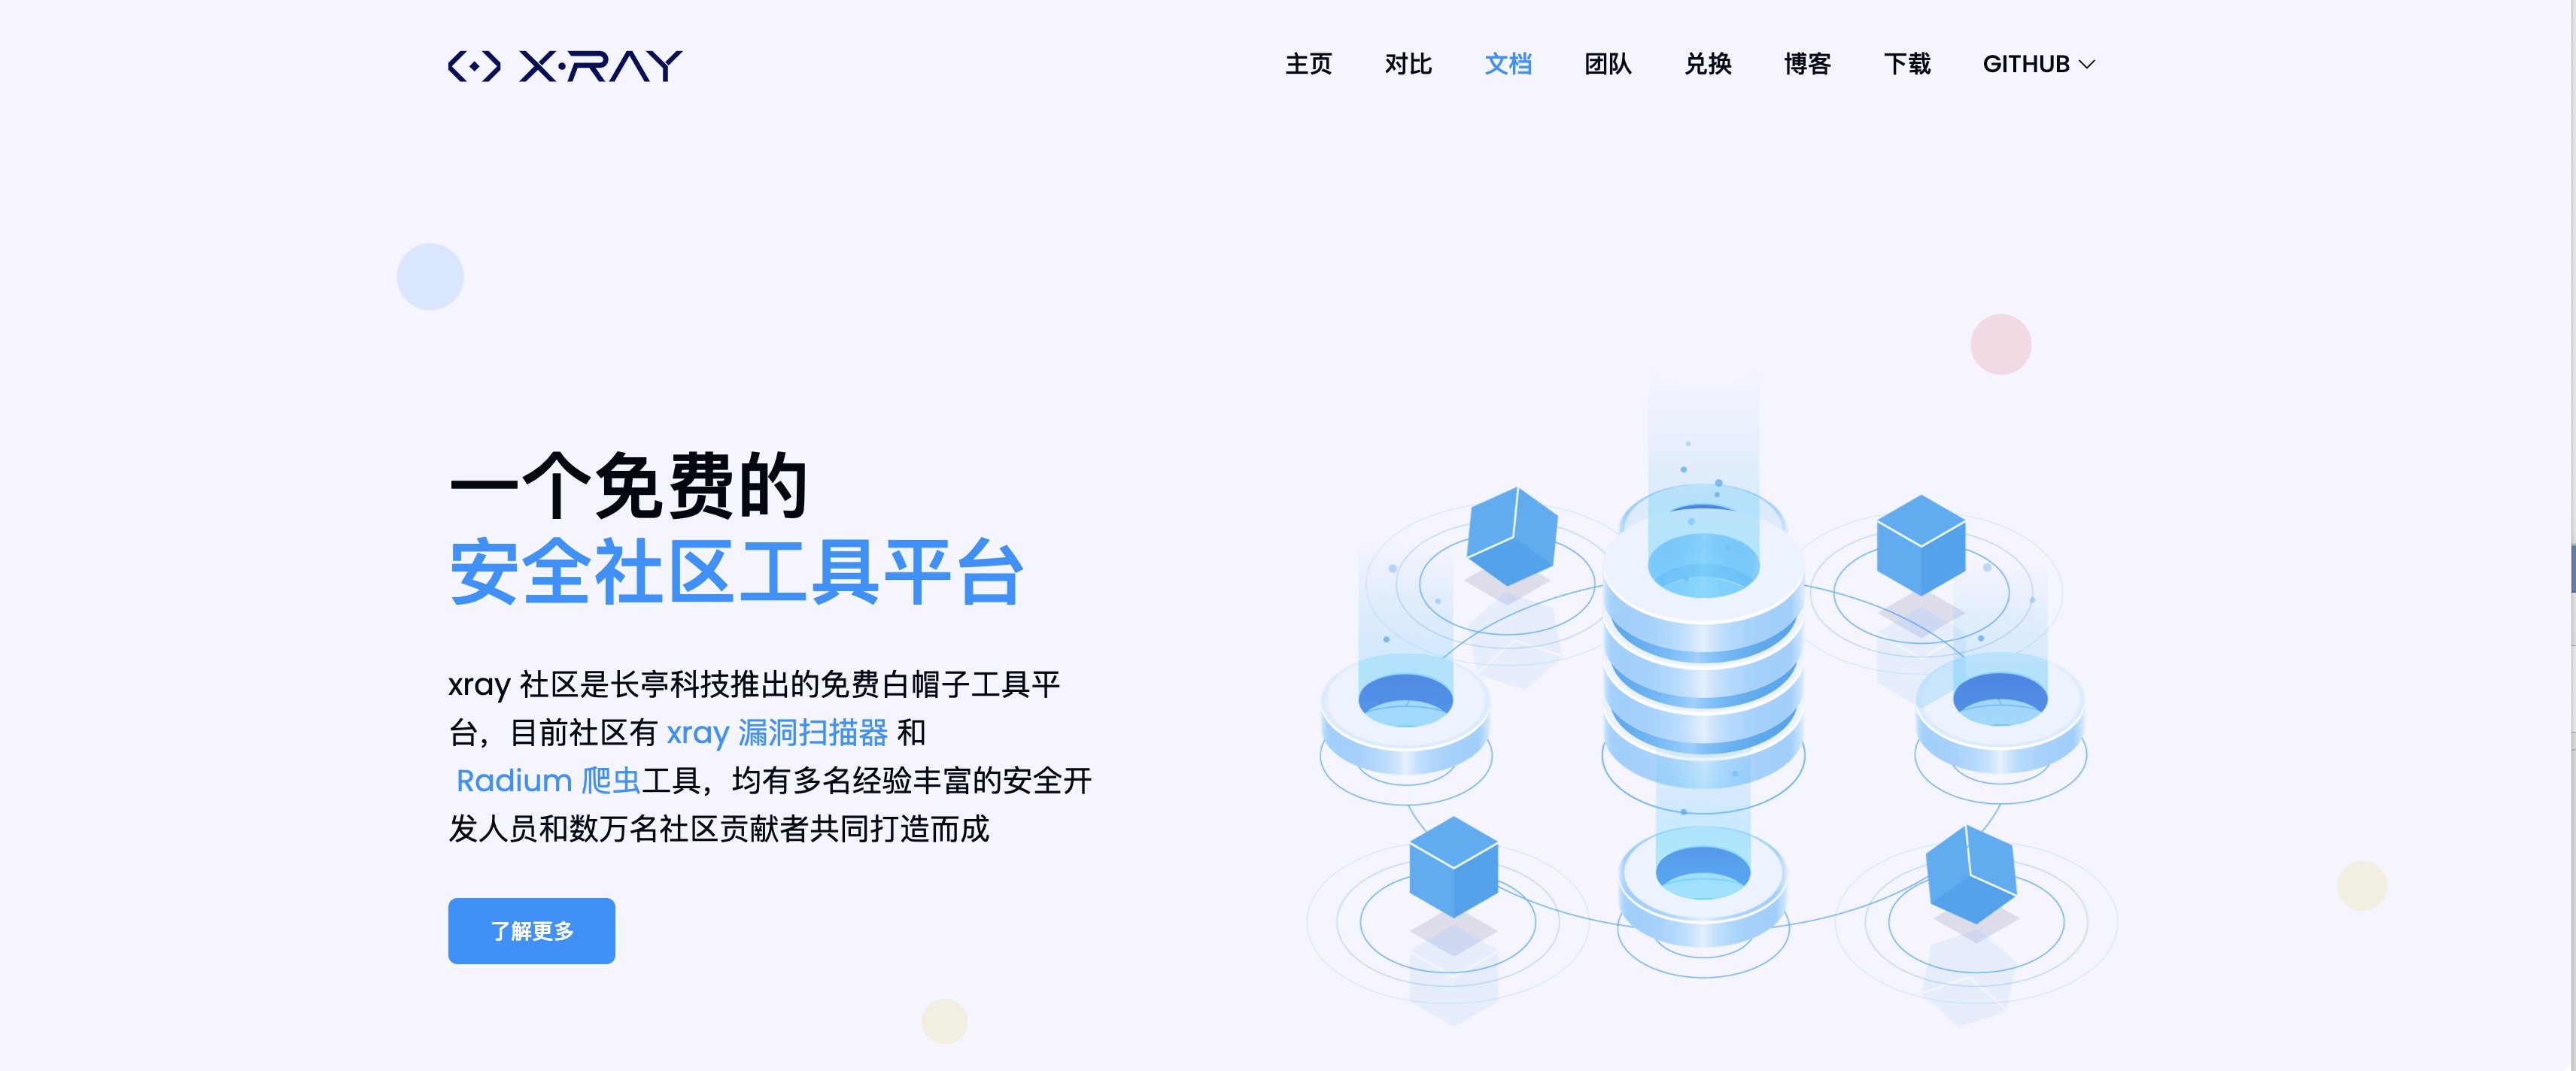 X·RAY
主页 对比 文档 团队 兑换 博客 下载 GITHUB
一个免费的
安全社区工具平台
xray 社区是长亭科技推出的免费白帽子工具平
台，目前社区有 xray 漏洞扫描器 和
Radium 爬虫工具，均有多名经验丰富的安全开
发人员和数万名社区贡献者共同打造而成
了解更多